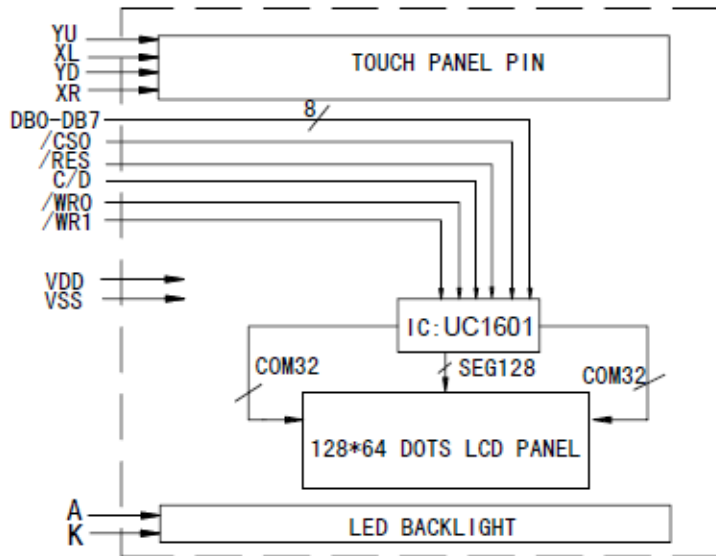 YU
XL
YD
XR
TOUCH PANEL PIN
DB0-DB7
8
/CS0
/RES
C/D
/WR0
/WR1
VDD
VSS
IC:UC1601
COM32
SEG128
COM32
128*64 DOTS LCD PANEL
A
K
LED BACKLIGHT